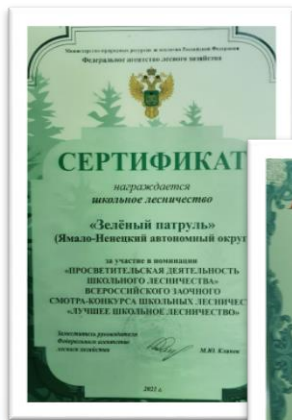 Министерство природных ресурсов и экологии Российской Федерации
Федеральное агентство лесного хозяйства
СЕРТИФИКАТ
награждается
школьное лесничество
«Зелёный патруль»
(Ямало-Ненецкий автономный округ
за участие в номинации
«ПРОСВЕТИТЕЛЬСКАЯ ДЕЯТЕЛЬНОСТЬ
ШКОЛЬНОГО ЛЕСНИЧЕСТВА»
ВСЕРОССИЙСКОГО ЗАОЧНОГО
СМОТРА-КОНКУРСА ШКОЛЬНЫХ ЛЕСНИЧЕС
«ЛУЧШЕЕ ШКОЛЬНОЕ ЛЕСНИЧЕСТВО»
Заместитель руководителя
Федерального агентства
лесного хозяйства
М.Ю. Клинов
2021 г.